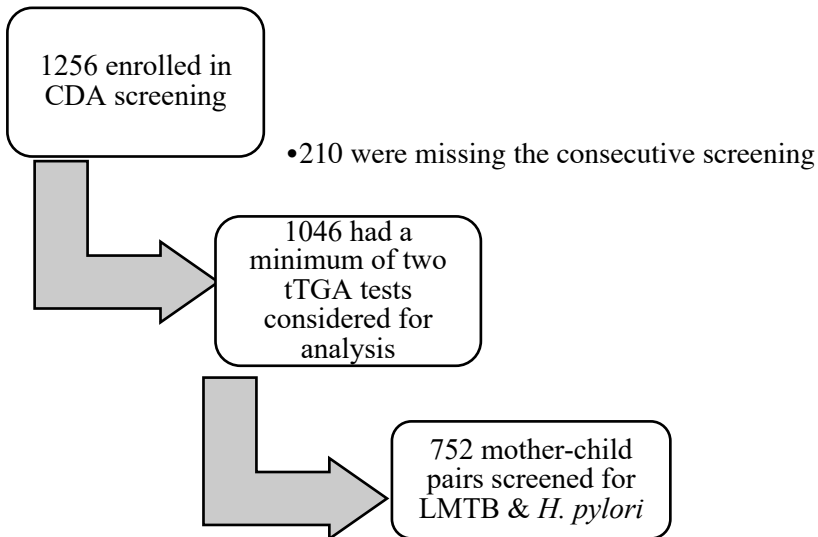 1256 enrolled in
CDA screening
•210 were missing the consecutive screening
1046 had a
minimum of two
tTGA tests
considered for
analysis
752 mother-child
pairs screened for
LMTB & H. pylori